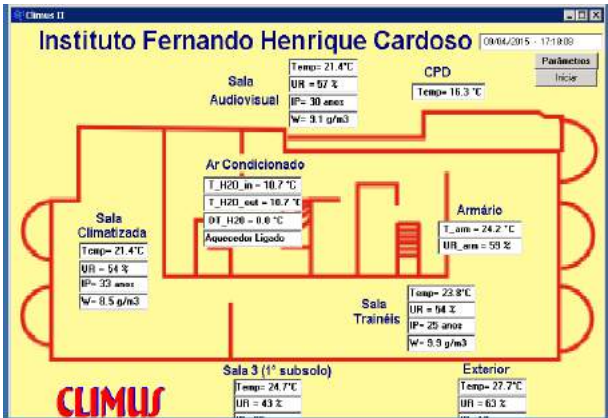 Climus II
Instituto Fernando Henrique Cardoso
09/04/2015 - 17:18:08
Parâmetros
Iniciar
Sala
Audiovisual
Temp= 21.4°C
UR = 57 %
IP= 30 anos
W= 9.1 g/m3
CPD
Temp= 16.3 °C
Ar Condicionado
T_H2O_in = 10.7 °C
T_H2O_out = 10.7 °C
DT_H2O = 0.0 °C
Aquecedor Ligado
Sala
Climatizada
Temp= 21.4°C
UR = 54 %
IP= 33 anos
W= 8.5 g/m3
Armário
T_arm = 24.2 °C
UR_arm = 59 %
Sala
Trainéis
Temp= 23.8°C
UR = 54 %
IP= 25 anos
W= 9.9 g/m3
Sala 3 (1° subsolo)
Temp= 24.7°C
UR = 43 %
Exterior
Temp= 27.7°C
UR = 63 %
CLIMUS